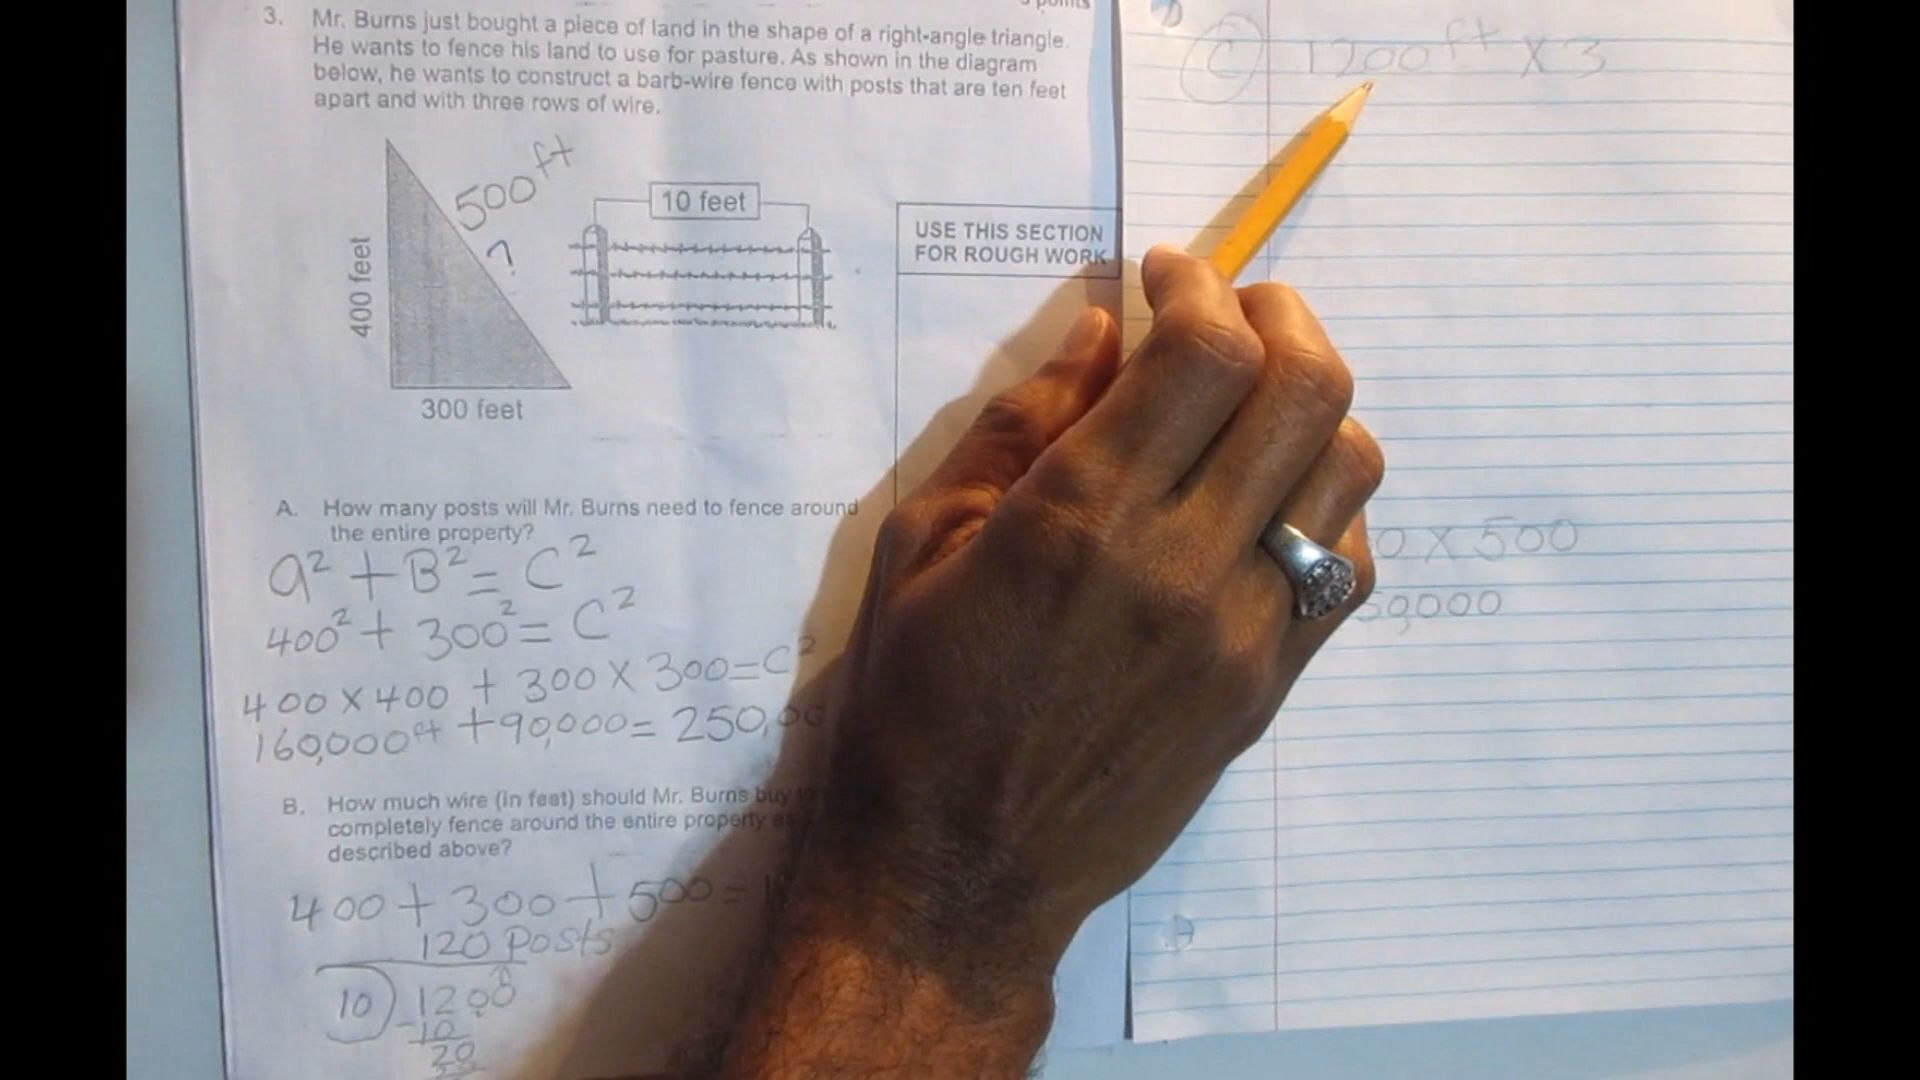 3. Mr. Burns just bought a piece of land in the shape of a right-angle triangle.
He wants to fence his land to use for pasture. As shown in the diagram
below, he wants to construct a barb-wire fence with posts that are ten feet
apart and with three rows of wire.
500 ft
?
400 feet
300 feet
10 feet
USE THIS SECTION
FOR ROUGH WORK
A. How many posts will Mr. Burns need to fence around
the entire property?
a² + B² = C²
400² + 300² = C²
400 x 400 + 300 x 300 = C²
160,000 ft + 90,000 = 250,00
B. How much wire (in feet) should Mr. Burns buy
completely fence around the entire property
described above?
400 + 300 + 500 =
120 Posts
10 1200
-10
20
C 1200 ft x 3
0 x 500
50,000